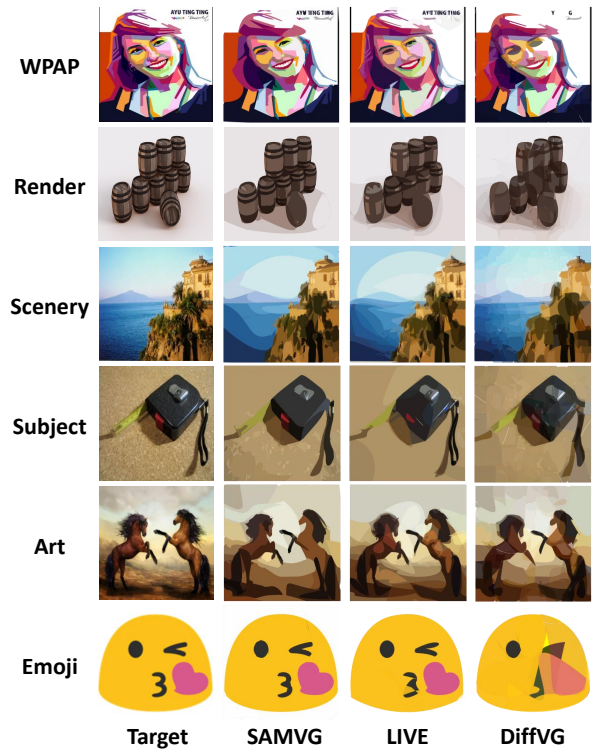 WPAP
AYU TING TING
AYU TING TING
AYU TING TING
Y G
Render
Scenery
Subject
Art
Emoji
Target SAMVG LIVE DiffVG